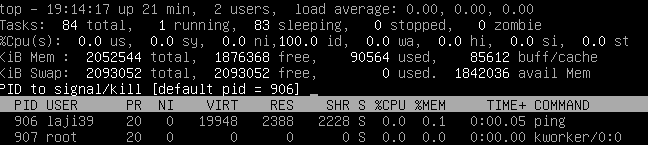 top - 19:14:17 up 21 min,  2 users,  load average: 0.00, 0.00, 0.00
Tasks:  84 total,   1 running,  83 sleeping,   0 stopped,   0 zombie
%Cpu(s):  0.0 us,  0.0 sy,  0.0 ni,100.0 id,  0.0 wa,  0.0 hi,  0.0 si,  0.0 st
KiB Mem :  2052544 total,  1876368 free,    90564 used,    85612 buff/cache
KiB Swap:  2093052 total,  2093052 free,        0 used.  1842036 avail Mem
PID to signal/kill [default pid = 906] _
  PID USER      PR  NI    VIRT    RES    SHR S %CPU %MEM     TIME+ COMMAND
  906 laji39    20   0   19948   2388   2228 S  0.0  0.1   0:00.05 ping
  907 root      20   0       0      0      0 S  0.0  0.0   0:00.00 kworker/0:0